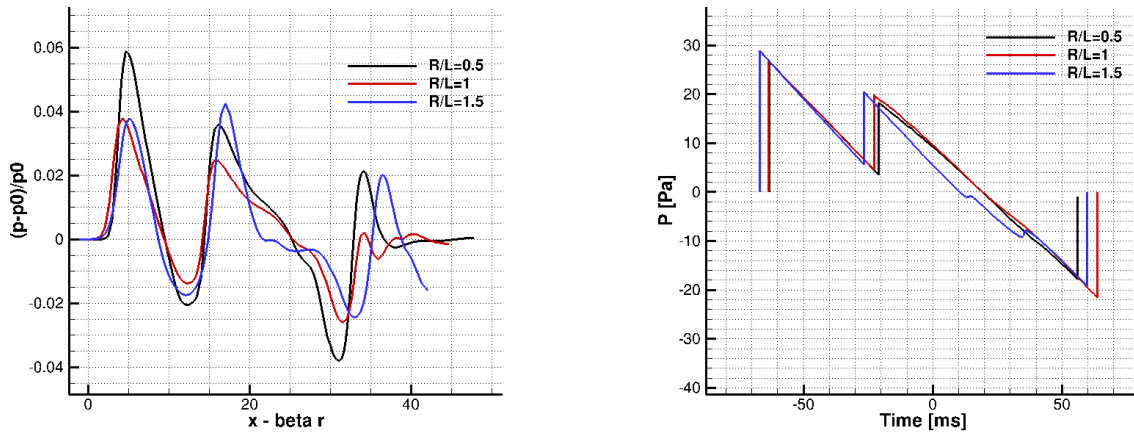 R/L=0.5
R/L=1
R/L=1.5
0.06
0.04
0.02
0
-0.02
-0.04
(p-p0)/p0
0
20
40
x - beta r
R/L=0.5
R/L=1
R/L=1.5
30
20
10
0
-10
-20
-30
-40
P [Pa]
-50
0
50
Time [ms]